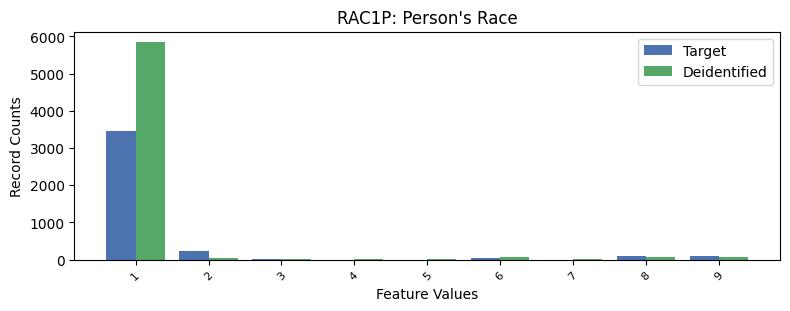 RAC1P: Person's Race
Target
Deidentified
Record Counts
6000
5000
4000
3000
2000
1000
0
1 2 3 4 5 6 7 8 9
Feature Values